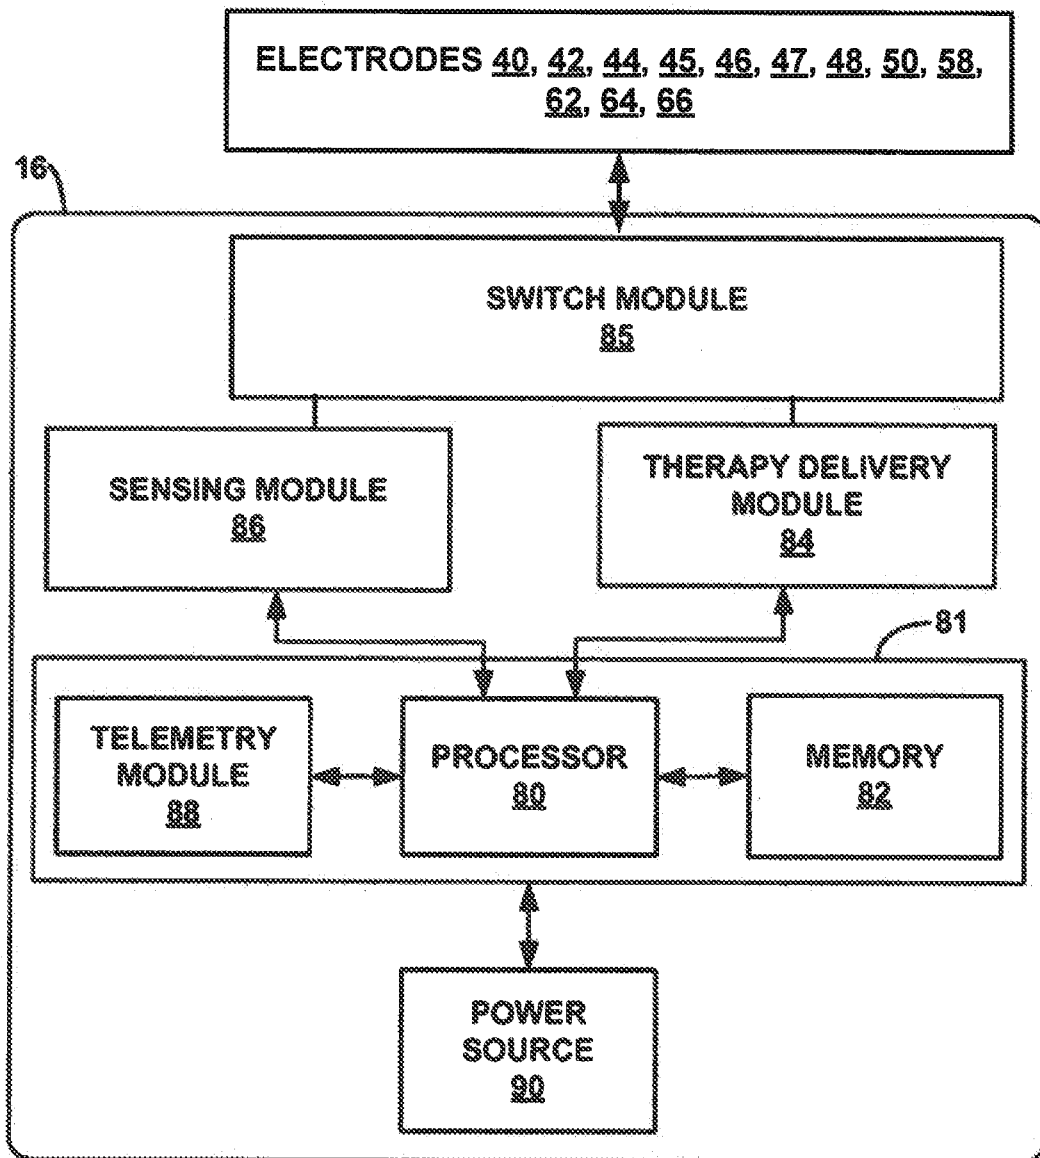 ELECTRODES 40, 42, 44, 45, 46, 47, 48, 50, 58,
62, 64, 66
16
SWITCH MODULE
85
SENSING MODULE
86
THERAPY DELIVERY
MODULE
84
81
TELEMETRY
MODULE
88
PROCESSOR
80
MEMORY
82
POWER
SOURCE
90